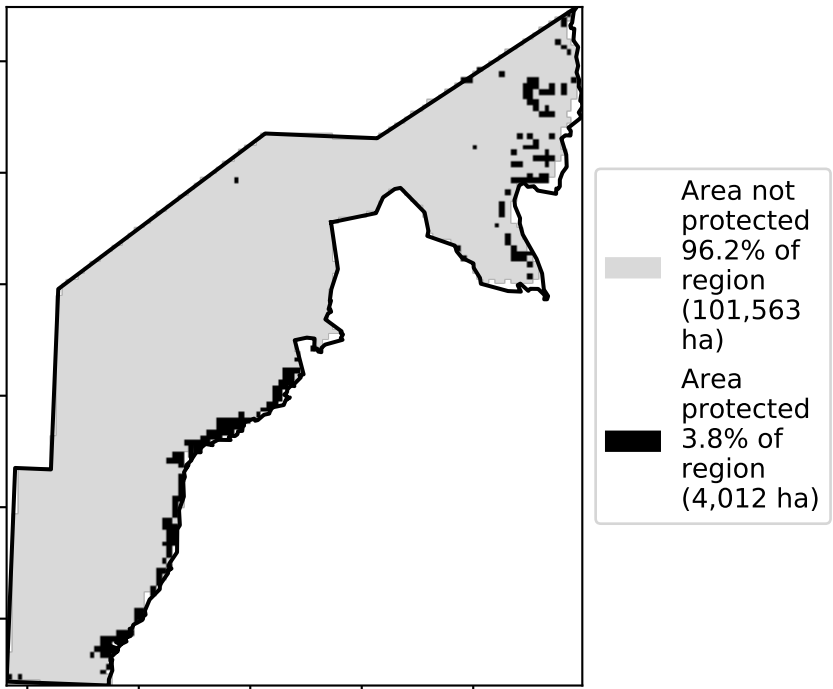 Area not
protected
96.2% of
region
(101,563
ha)
Area
protected
3.8% of
region
(4,012 ha)